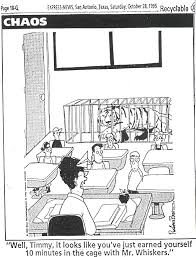 Page 18-G
EXPRESS-NEWS, San Antonio, Texas, Saturday, October 28, 1995
Recyclable
CHAOS
"Well, Timmy, it looks like you've just earned yourself
10 minutes in the cage with Mr. Whiskers."